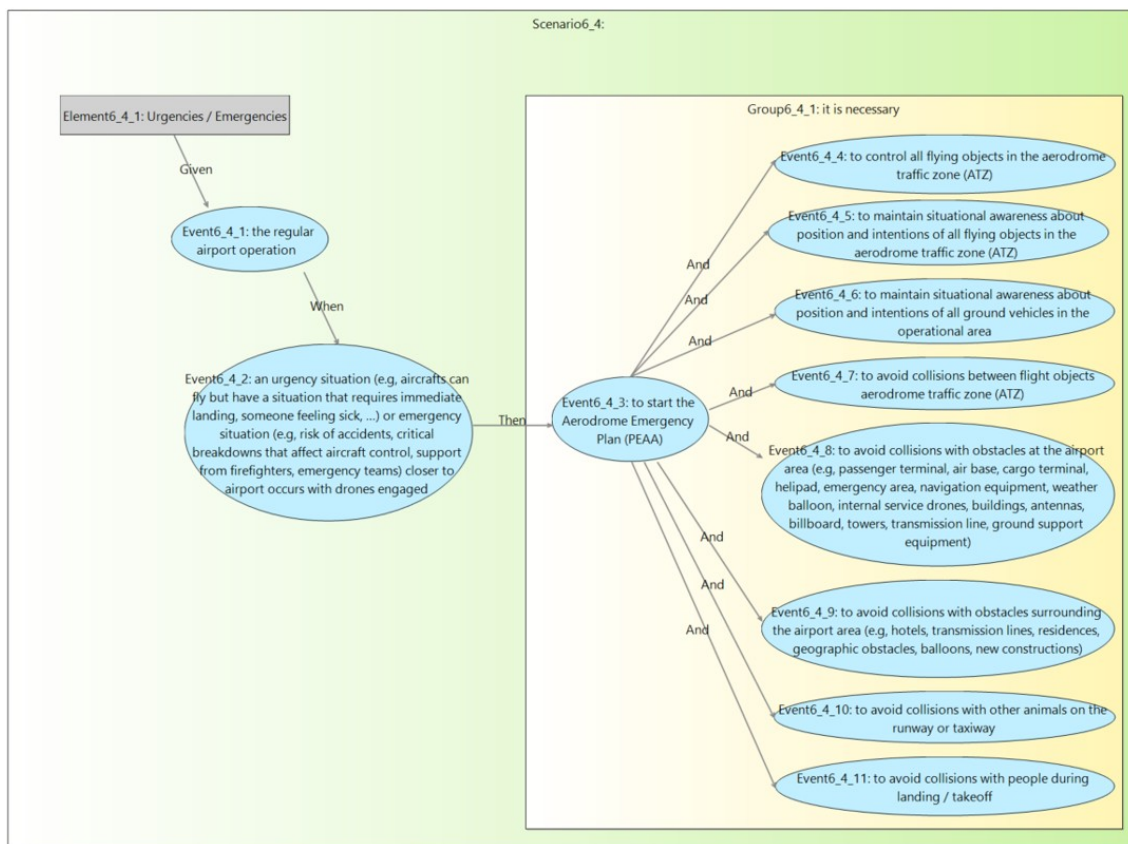 Scenario6_4:
Element6_4_1: Urgencies / Emergencies
Given
Event6_4_1: the regular
airport operation
When
Event6_4_2: an urgency situation (e.g, aircrafts can
fly but have a situation that requires immediate
landing, someone feeling sick, ...) or emergency
situation (e.g, risk of accidents, critical
breakdowns that affect aircraft control, support
from firefighters, emergency teams) closer to
airport occurs with drones engaged
Then
Group6_4_1: it is necessary
Event6_4_3: to start the
Aerodrome Emergency
Plan (PEAA)
And
Event6_4_4: to control all flying objects in the aerodrome
traffic zone (ATZ)
And
Event6_4_5: to maintain situational awareness about
position and intentions of all flying objects in the
aerodrome traffic zone (ATZ)
And
Event6_4_6: to maintain situational awareness about
position and intentions of all ground vehicles in the
operational area
And
Event6_4_7: to avoid collisions between flight objects
aerodrome traffic zone (ATZ)
And
Event6_4_8: to avoid collisions with obstacles at the airport
area (e.g, passenger terminal, air base, cargo terminal,
helipad, emergency area, navigation equipment, weather
balloon, internal service drones, buildings, antennas,
billboard, towers, transmission line, ground support
equipment)
And
Event6_4_9: to avoid collisions with obstacles surrounding
the airport area (e.g, hotels, transmission lines, residences,
geographic obstacles, balloons, new constructions)
And
Event6_4_10: to avoid collisions with other animals on the
runway or taxiway
And
Event6_4_11: to avoid collisions with people during
landing / takeoff